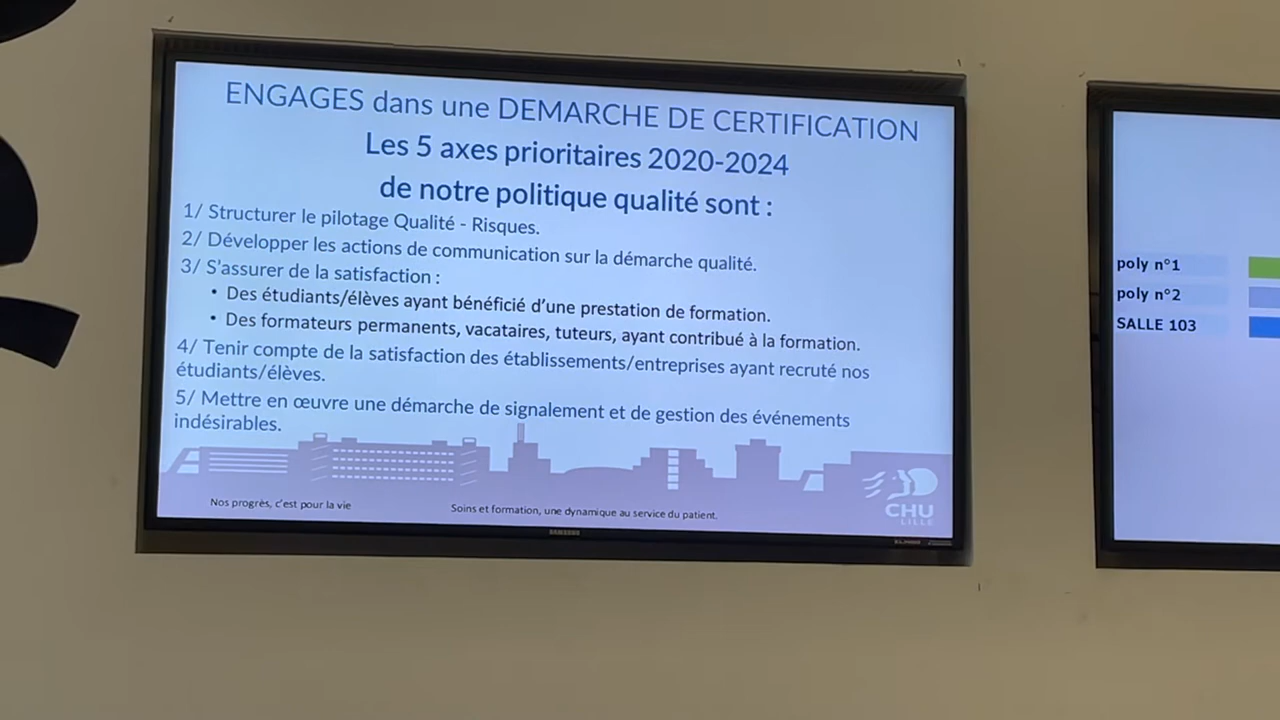 ENGAGES dans une DEMARCHE DE CERTIFICATION
Les 5 axes prioritaires 2020-2024
de notre politique qualité sont :
1/ Structurer le pilotage Qualité - Risques.
2/ Développer les actions de communication sur la démarche qualité.
3/ S'assurer de la satisfaction :
• Des étudiants/élèves ayant bénéficié d'une prestation de formation.
• Des formateurs permanents, vacataires, tuteurs, ayant contribué à la formation.
4/ Tenir compte de la satisfaction des établissements/entreprises ayant recruté nos
étudiants/élèves.
5/ Mettre en œuvre une démarche de signalement et de gestion des événements
indésirables.
Nos progrès, c'est pour la vie
Soins et formation, une dynamique au service du patient.
CHU
LILLE
SAMSUNG
poly n°1
poly n°2
SALLE 103